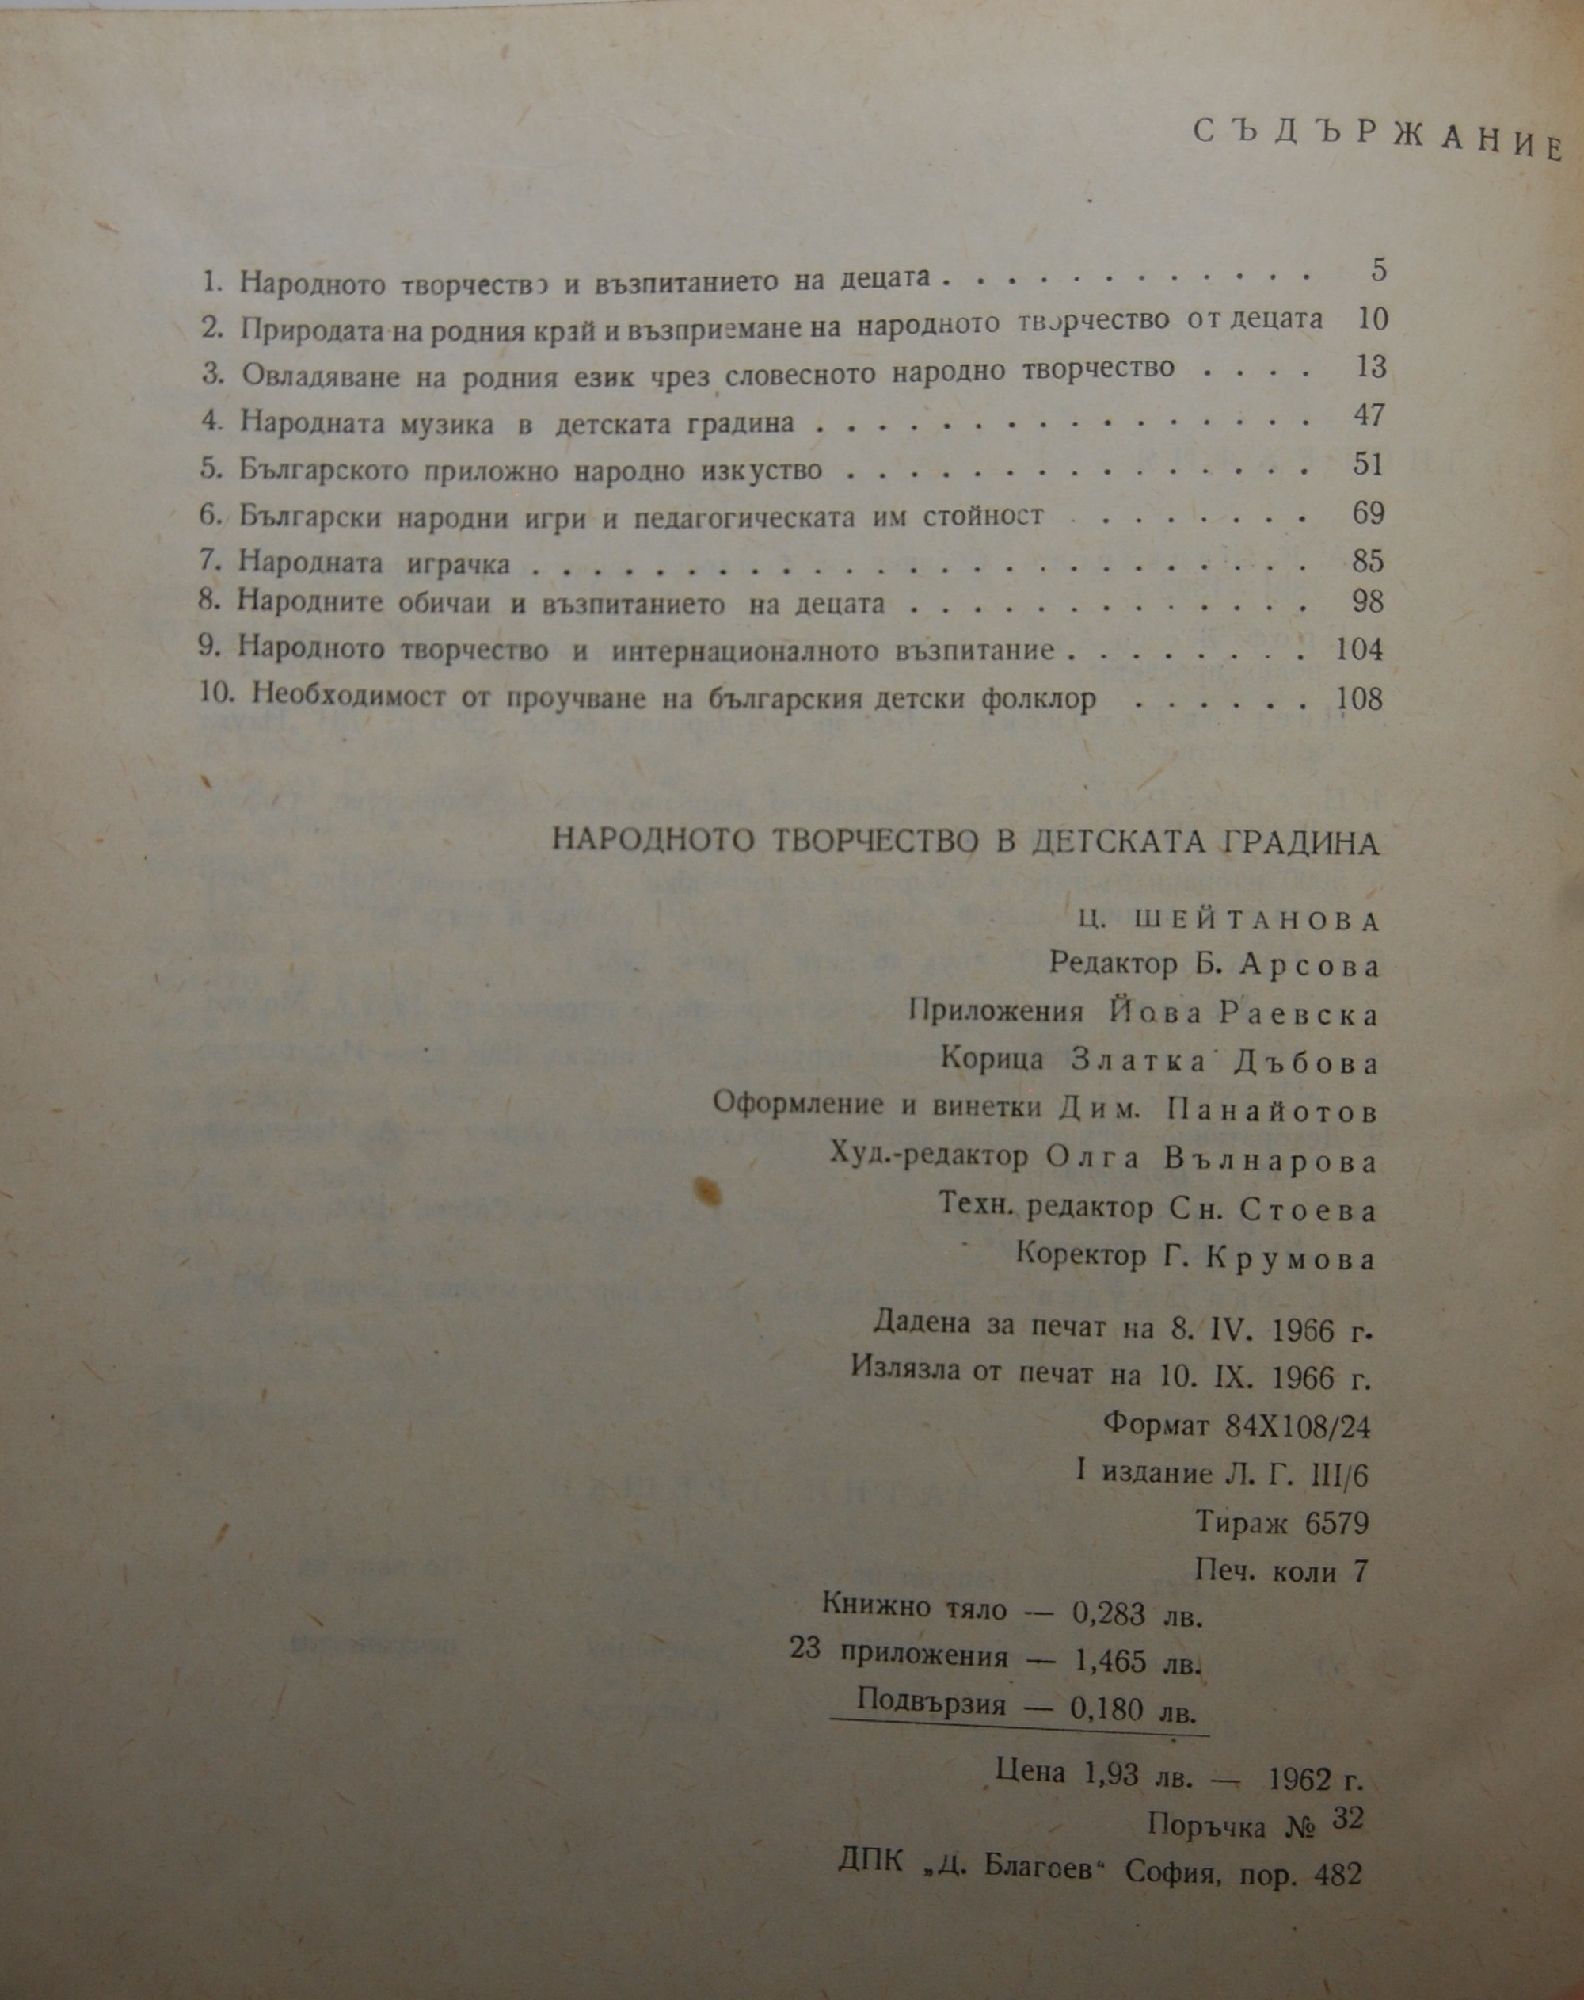 СЪДЪРЖАНИЕ
1. Народното творчество и възпитанието на децата . . . . . . . . . . . . 5
2. Природата на родния край и възприемане на народното творчество от децата 10
3. Овладяване на родния език чрез словесното народно творчество . . . . 13
4. Народната музика в детската градина . . . . . . . . . . . . . . . . 47
5. Българското приложно народно изкуство . . . . . . . . . . . . . . . 51
6. Български народни игри и педагогическата им стойност . . . . . . . 69
7. Народната играчка . . . . . . . . . . . . . . . . . . . . . . . . . 85
8. Народните обичаи и възпитанието на децата . . . . . . . . . . . . . 98
9. Народното творчество и интернационалното възпитание . . . . . . . . 104
10. Необходимост от проучване на българския детски фолклор . . . . . . 108
НАРОДНОТО ТВОРЧЕСТВО В ДЕТСКАТА ГРАДИНА
Ц. ШЕЙТАНОВА
Редактор Б. Арсова
Приложения Йова Раевска
Корица Златка Дъбова
Оформление и винетки Дим. Панайотов
Худ.-редактор Олга Вълнарова
Техн. редактор Сн. Стоева
Коректор Г. Крумова
Дадена за печат на 8. IV. 1966 г.
Излязла от печат на 10. IX. 1966 г.
Формат 84X108/24
I издание Л. Г. III/6
Тираж 6579
Печ. коли 7
Книжно тяло — 0,283 лв.
23 приложения — 1,465 лв.
Подвързия — 0,180 лв.
Цена 1,93 лв. — 1962 г.
Поръчка № 32
ДПК „Д. Благоев“ София, пор. 482